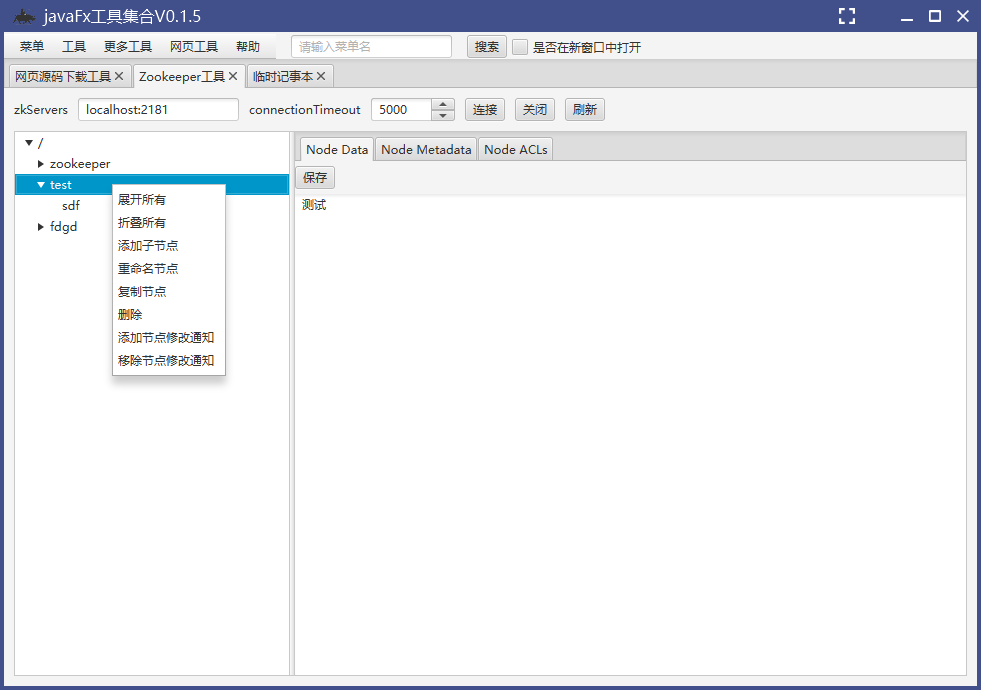 javaFx工具集合V0.1.5
菜单 工具 更多工具 网页工具 帮助 请输入菜单名 搜索 是否在新窗口中打开
网页源码下载工具 Zookeeper工具 临时记事本
zkServers localhost:2181 connectionTimeout 5000 连接 关闭 刷新
/
zookeeper
test
sdf
fdgd
展开所有
折叠所有
添加子节点
重命名节点
复制节点
删除
添加节点修改通知
移除节点修改通知
Node Data Node Metadata Node ACLs
保存
测试